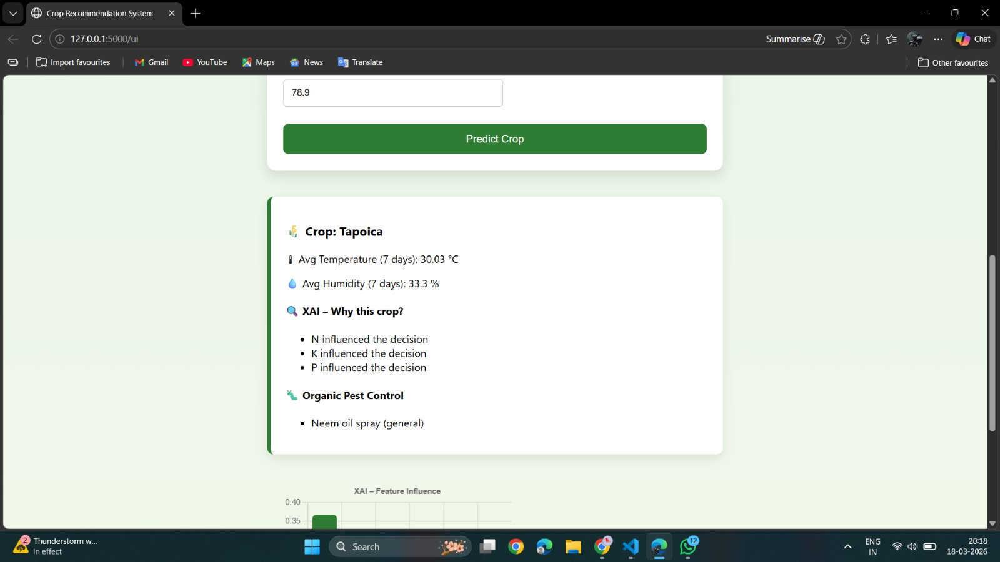 Crop Recommendation System
127.0.0.1:5000/ui
Summarise
Chat
Import favourites
Gmail
YouTube
Maps
News
Translate
Other favourites
78.9
Predict Crop
Crop: Tapoica
Avg Temperature (7 days): 30.03 °C
Avg Humidity (7 days): 33.3 %
XAI – Why this crop?
N influenced the decision
K influenced the decision
P influenced the decision
Organic Pest Control
Neem oil spray (general)
XAI – Feature Influence
0.40
0.35
2
Thunderstorm w...
In effect
Search
12
ENG
IN
20:18
18-03-2026